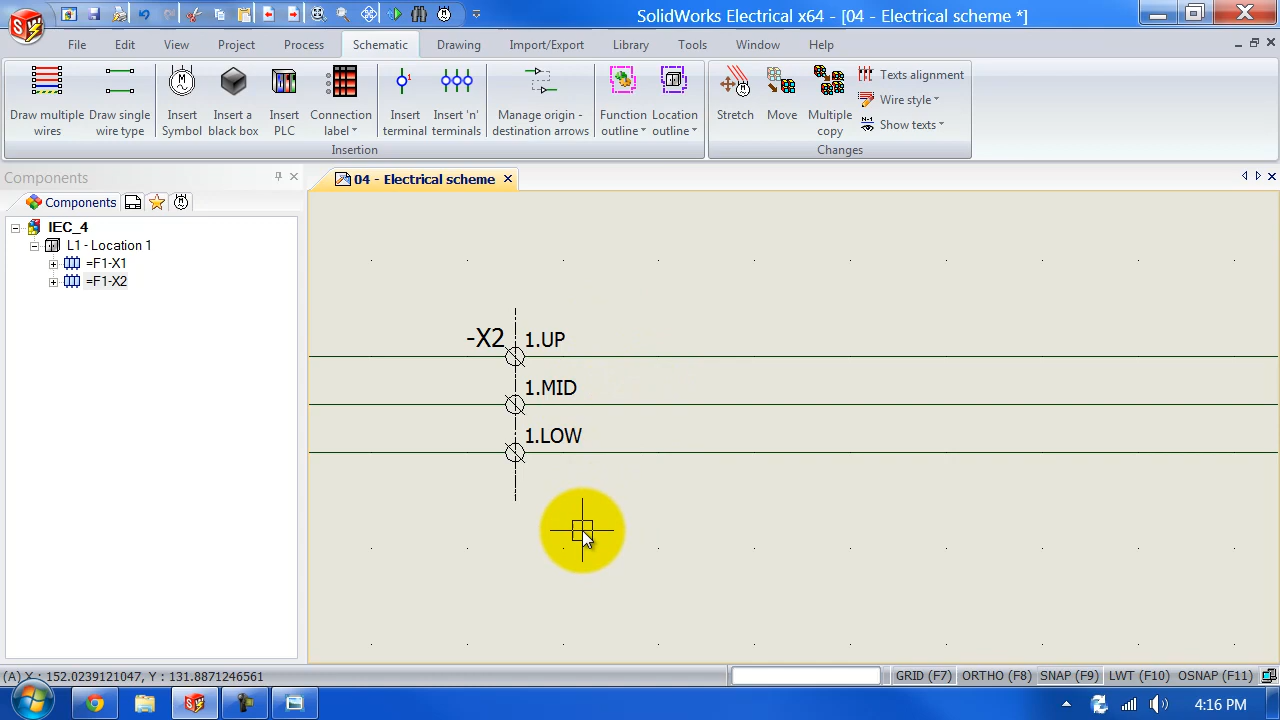 SolidWorks Electrical x64 - [04 - Electrical scheme *]
File Edit View Project Process Schematic Drawing Import/Export Library Tools Window Help
Draw multiple wires
Draw single wire type
Insert Symbol
Insert a black box
Insert PLC
Connection label
Insert terminal
Insert 'n' terminals
Manage origin - destination arrows
Function outline
Location outline
Stretch
Move
Multiple copy
Texts alignment
Wire style
Show texts
Insertion
Changes
Components
04 - Electrical scheme
Components
IEC_4
L1 - Location 1
=F1-X1
=F1-X2
-X2
1.UP
1.MID
1.LOW
(A) X : 152.0239121047, Y : 131.8871246561
GRID (F7) ORTHO (F8) SNAP (F9) LWT (F10) OSNAP (F11)
4:16 PM